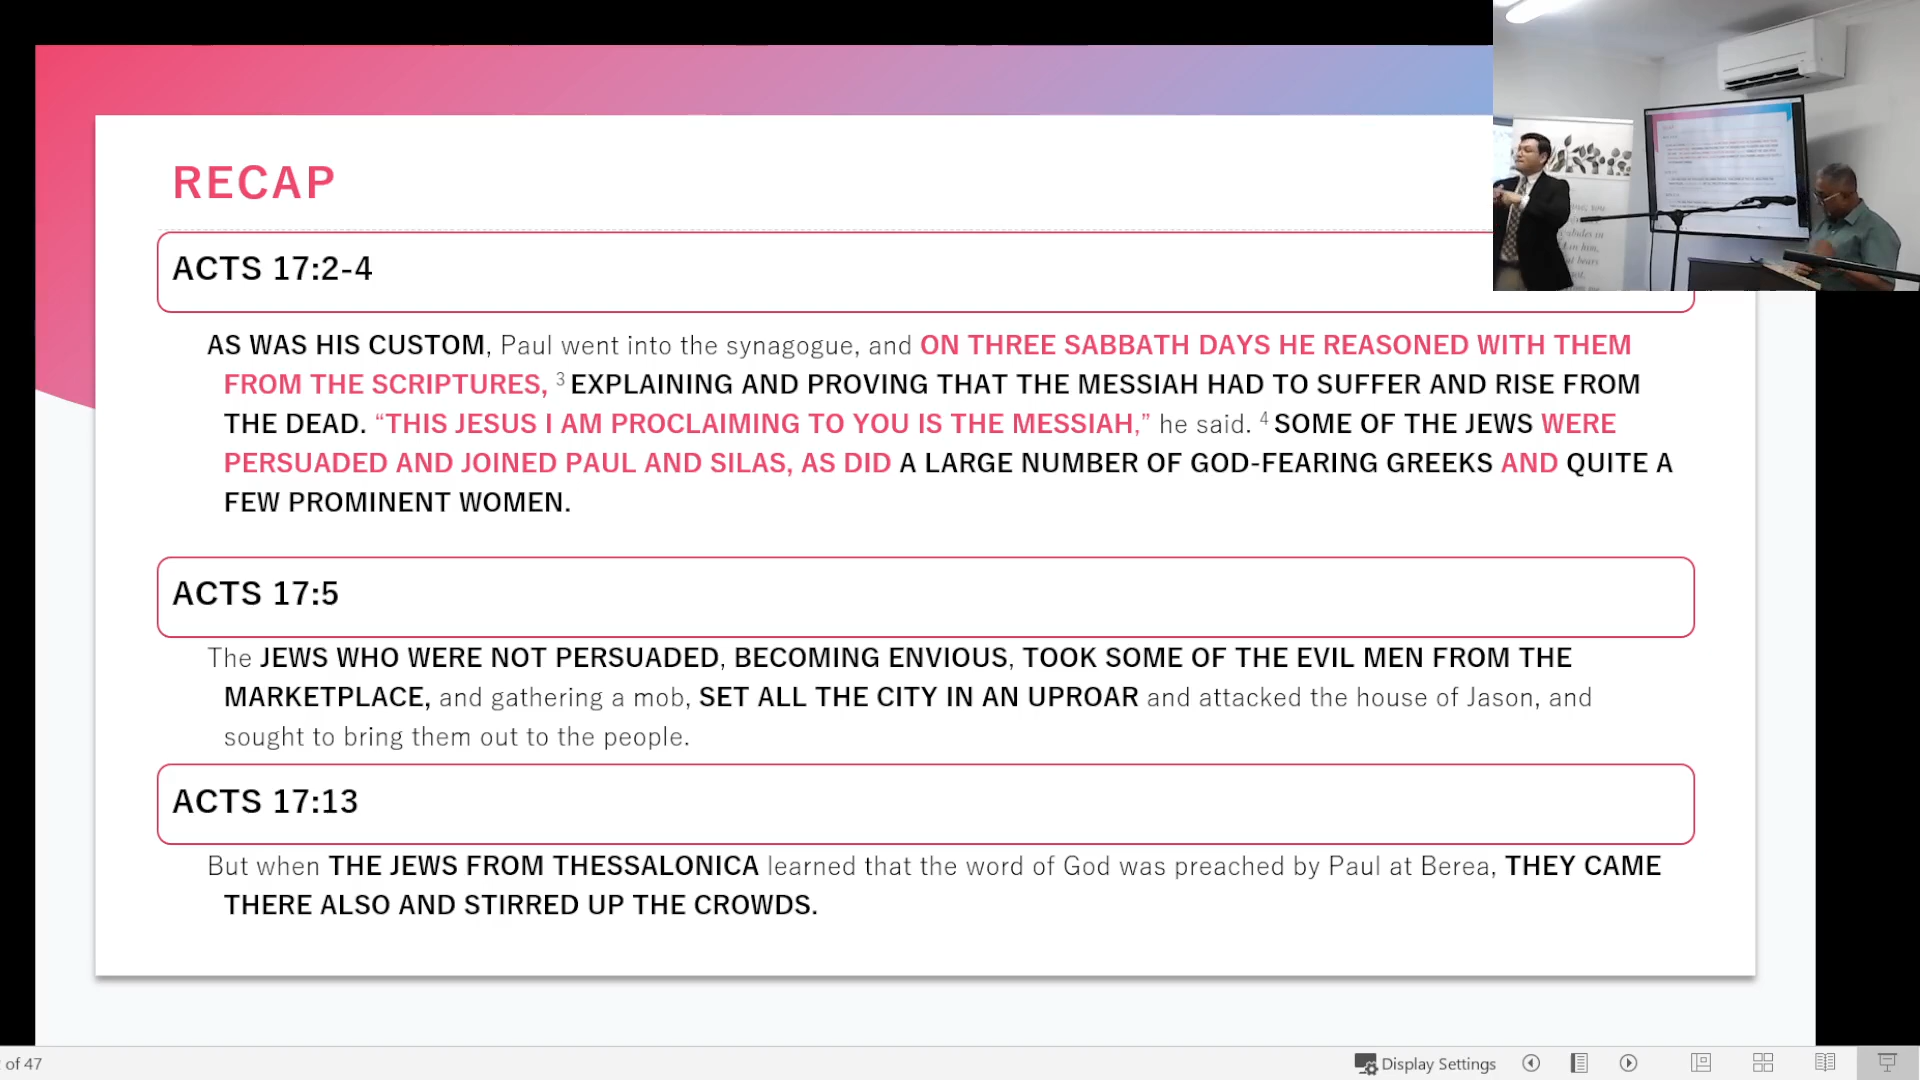 RECAP
ACTS 17:2-4
AS WAS HIS CUSTOM, Paul went into the synagogue, and ON THREE SABBATH DAYS HE REASONED WITH THEM
FROM THE SCRIPTURES, 3 EXPLAINING AND PROVING THAT THE MESSIAH HAD TO SUFFER AND RISE FROM
THE DEAD. “THIS JESUS I AM PROCLAIMING TO YOU IS THE MESSIAH,” he said. 4 SOME OF THE JEWS WERE
PERSUADED AND JOINED PAUL AND SILAS, AS DID A LARGE NUMBER OF GOD-FEARING GREEKS AND QUITE A
FEW PROMINENT WOMEN.
ACTS 17:5
The JEWS WHO WERE NOT PERSUADED, BECOMING ENVIOUS, TOOK SOME OF THE EVIL MEN FROM THE
MARKETPLACE, and gathering a mob, SET ALL THE CITY IN AN UPROAR and attacked the house of Jason, and
sought to bring them out to the people.
ACTS 17:13
But when THE JEWS FROM THESSALONICA learned that the word of God was preached by Paul at Berea, THEY CAME
THERE ALSO AND STIRRED UP THE CROWDS.
of 47
Display Settings